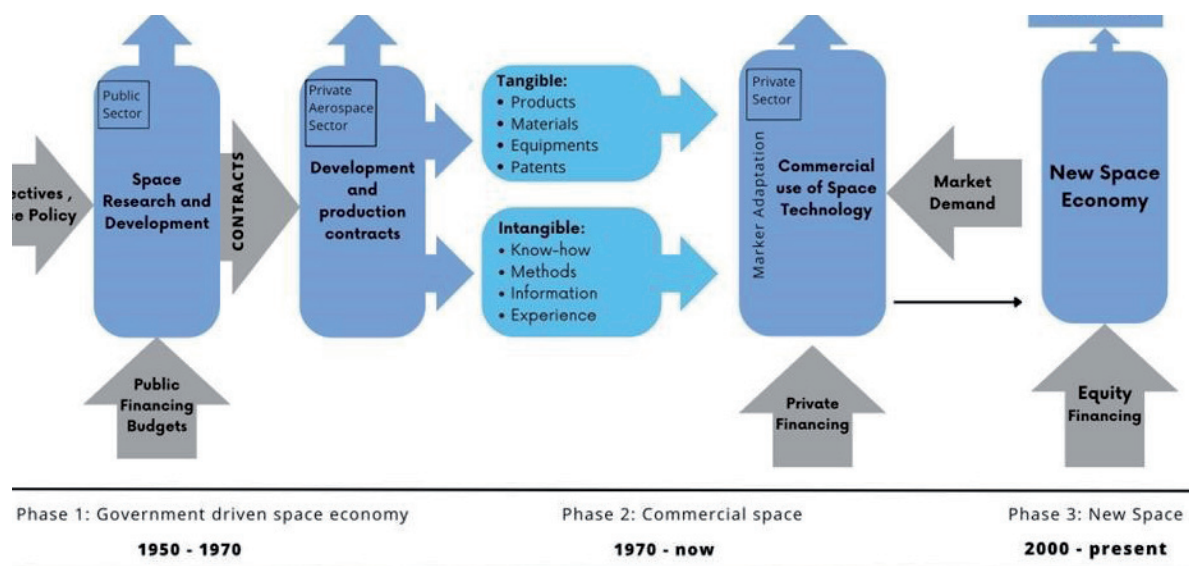 Public
Sector
Space
Research and
Development
CONTRACTS
Private
Aerospace
Sector
Development
and
production
contracts
Tangible:
• Products
• Materials
• Equipments
• Patents
Intangible:
• Know-how
• Methods
• Information
• Experience
Private
Sector
Marker Adaptation
Commercial
use of Space
Technology
Market
Demand
New Space
Economy
ectives ,
e Policy
Public
Financing
Budgets
Private
Financing
Equity
Financing
Phase 1: Government driven space economy
1950 - 1970
Phase 2: Commercial space
1970 - now
Phase 3: New Space
2000 - present